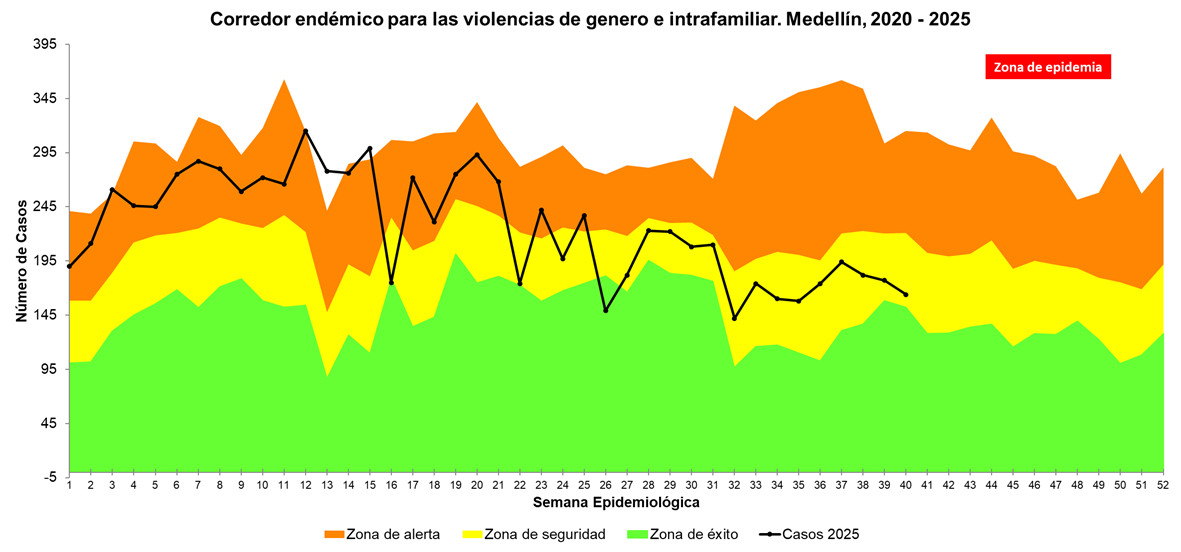 Corredor endémico para las violencias de genero e intrafamiliar. Medellín, 2020 - 2025
395
345
295
245
195
145
95
45
-5
Número de Casos
Zona de epidemia
1 2 3 4 5 6 7 8 9 10 11 12 13 14 15 16 17 18 19 20 21 22 23 24 25 26 27 28 29 30 31 32 33 34 35 36 37 38 39 40 41 42 43 44 45 46 47 48 49 50 51 52
Semana Epidemiológica
Zona de alerta Zona de seguridad Zona de éxito Casos 2025